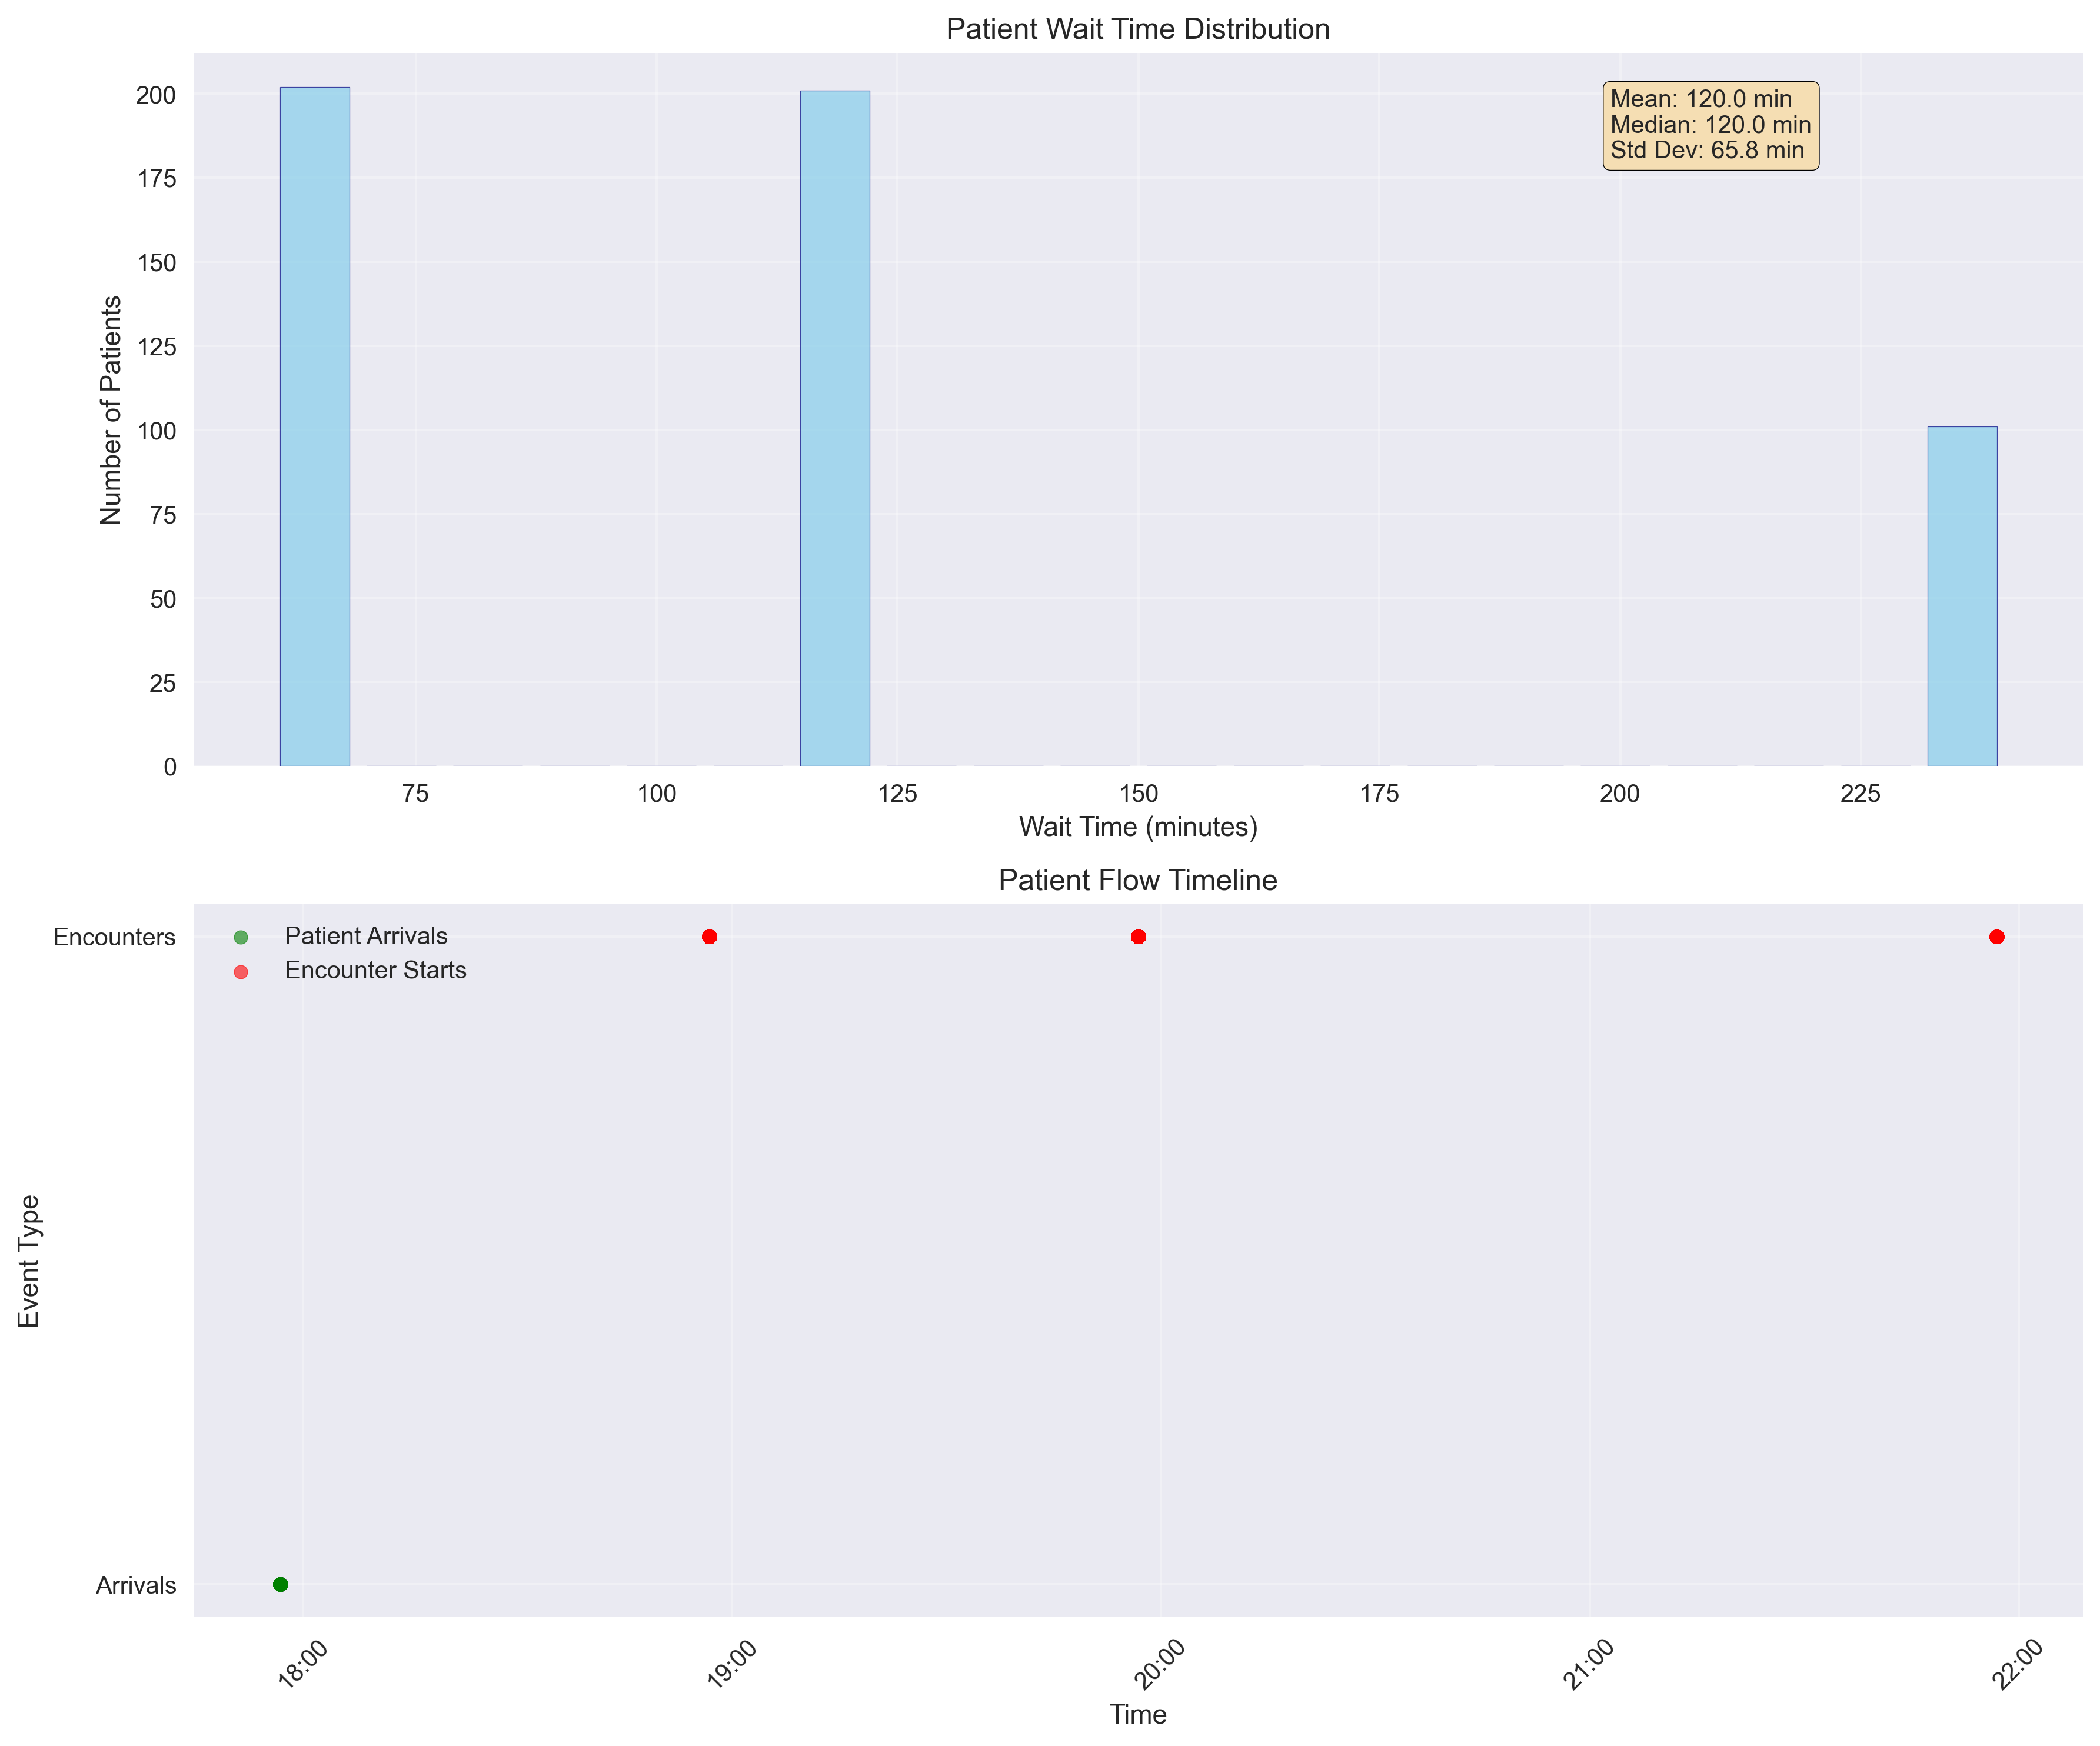 Patient Wait Time Distribution
Mean: 120.0 min
Median: 120.0 min
Std Dev: 65.8 min
200
175
150
125
100
75
50
25
0
Number of Patients
75 100 125 150 175 200 225
Wait Time (minutes)
Patient Flow Timeline
Patient Arrivals
Encounter Starts
Encounters
Arrivals
Event Type
18:00 19:00 20:00 21:00 22:00
Time